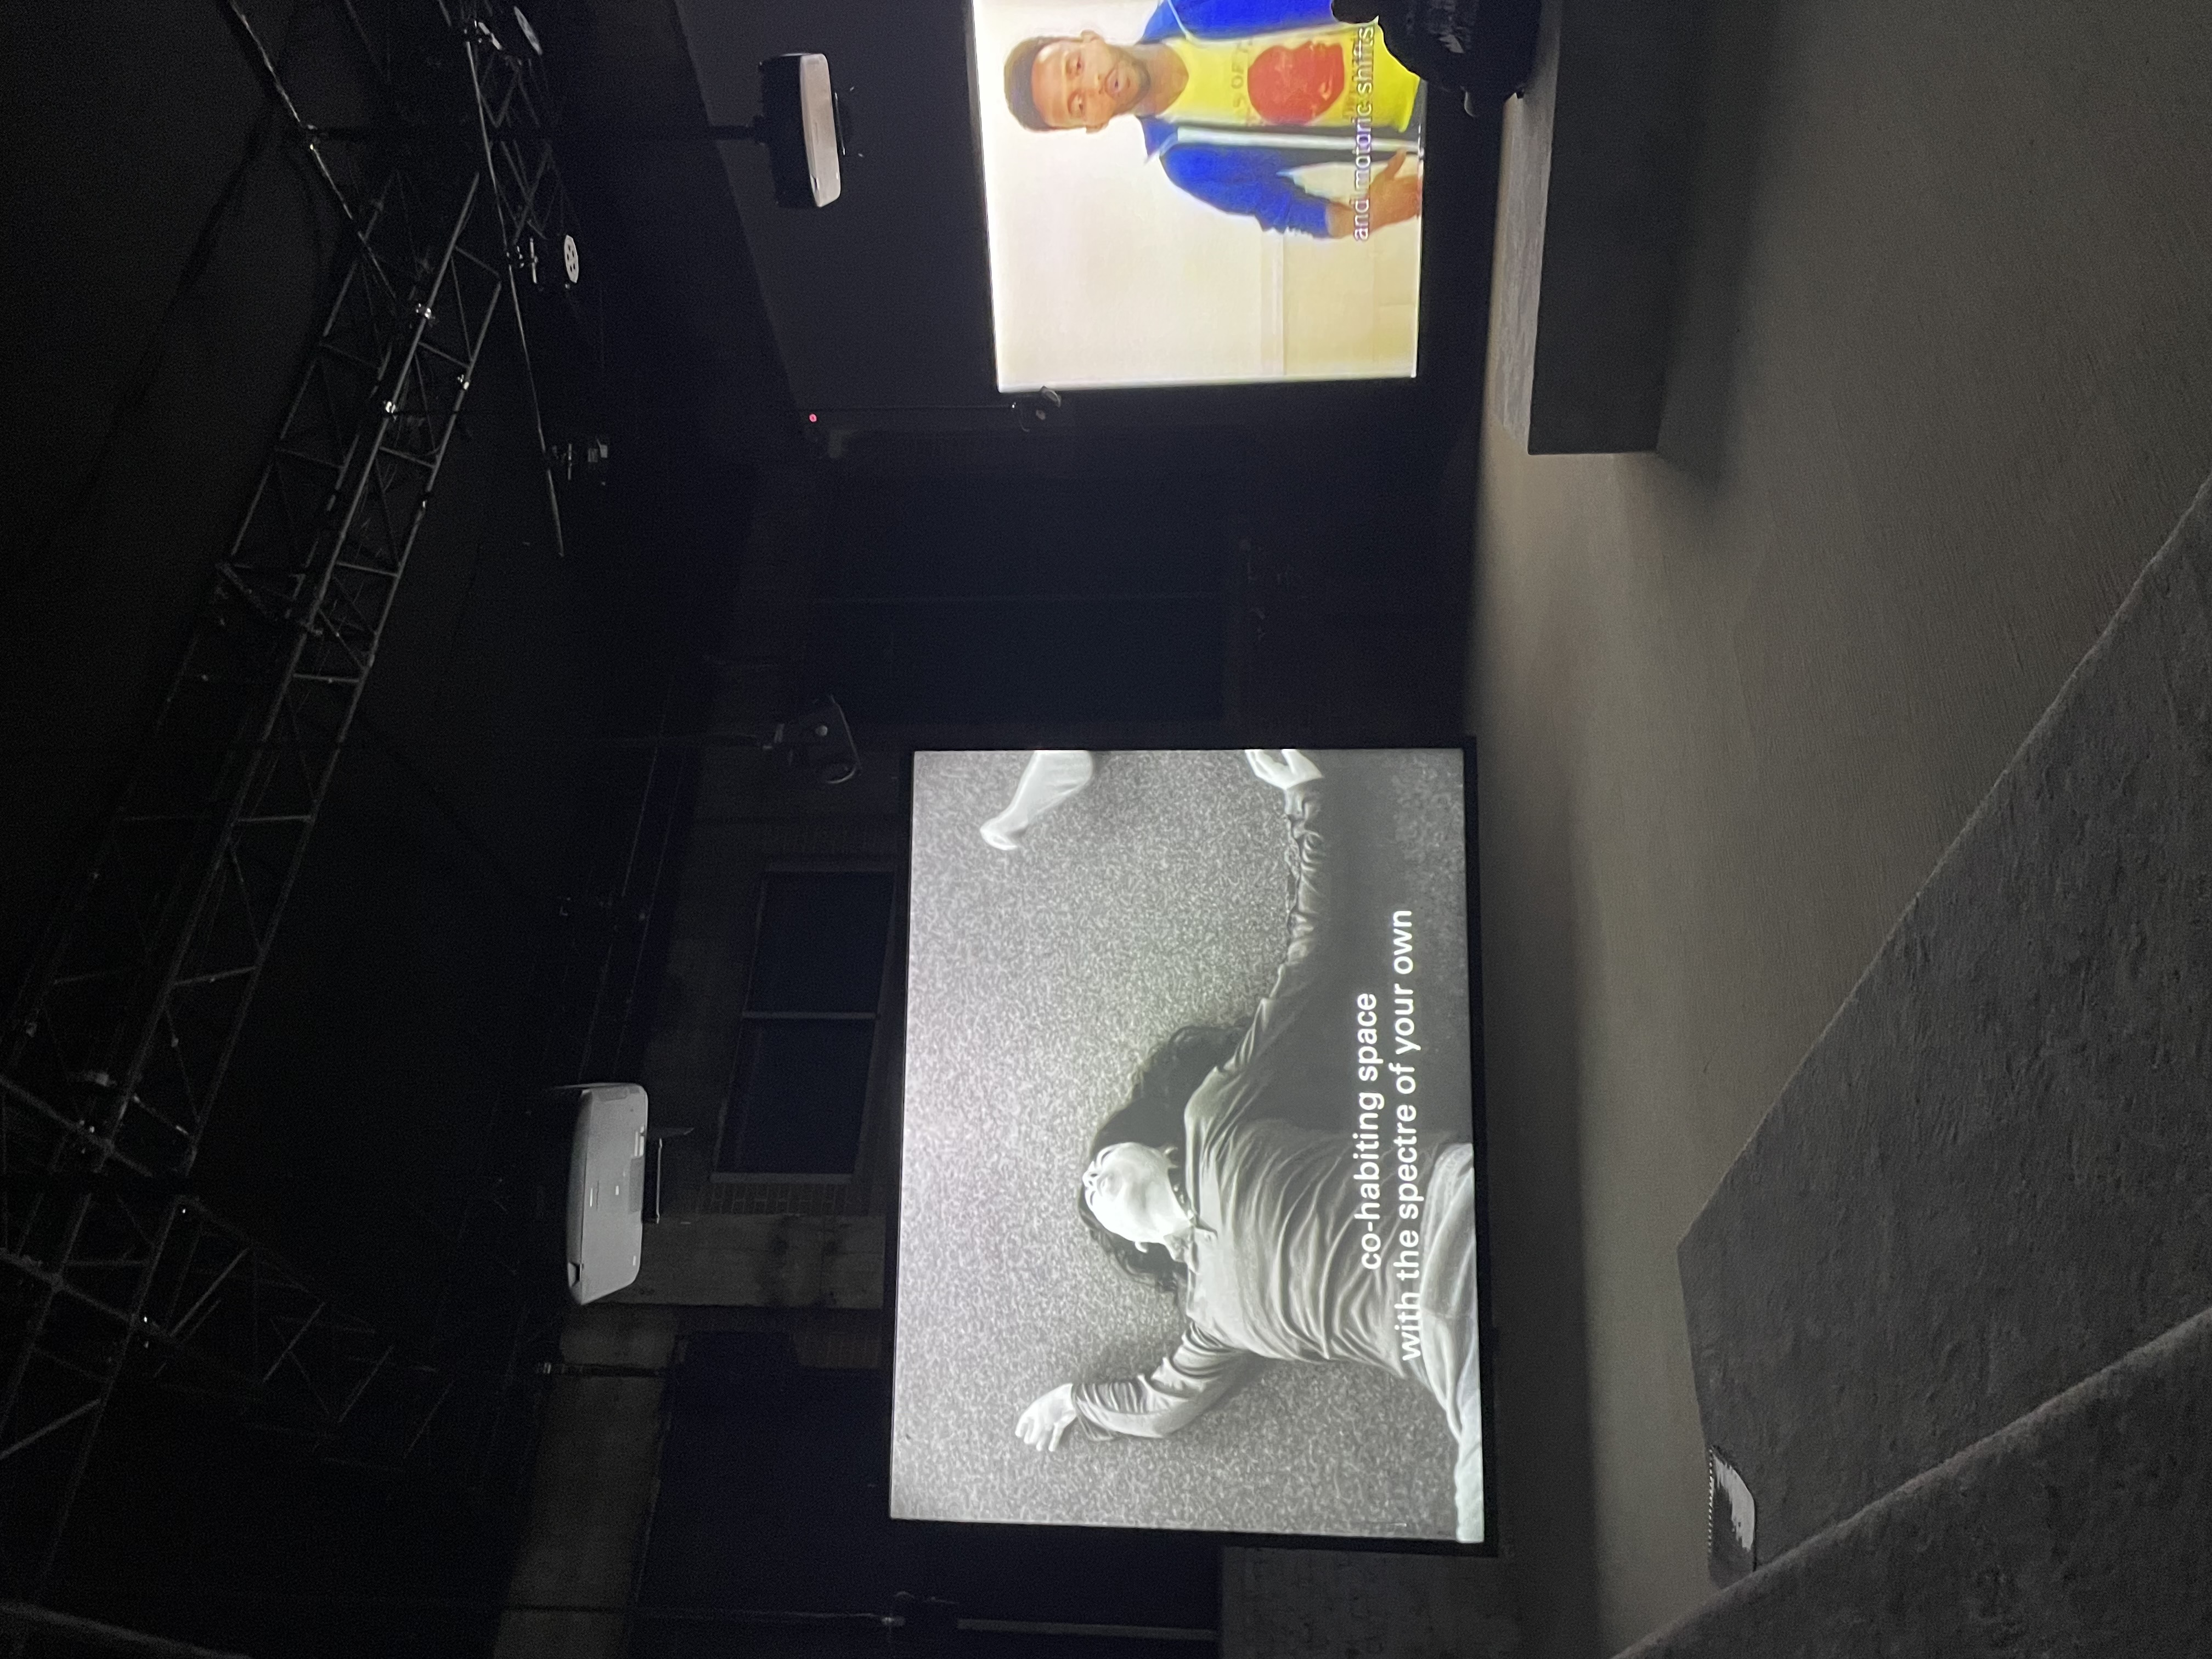 co-habiting space
with the spectre of your own
and motoric shifts